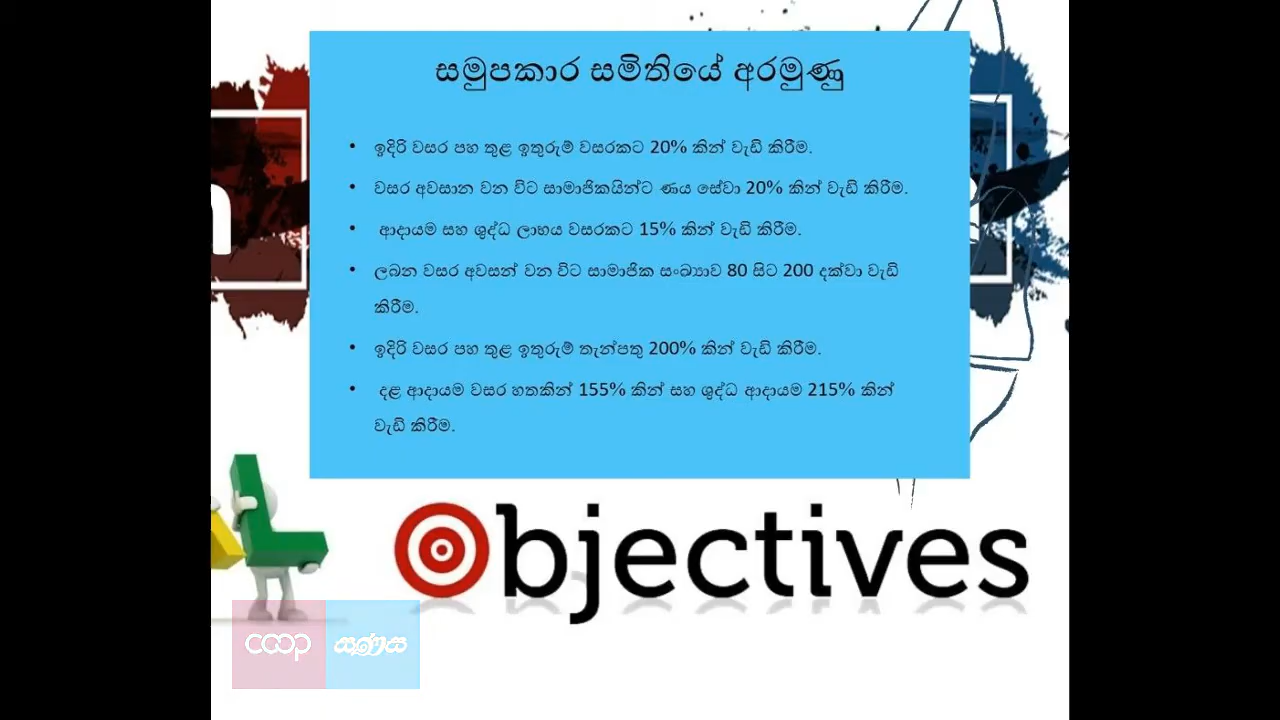 සමුපකාර සමිතියේ අරමුණු
• ඉදිරි වසර පහ තුළ ඉතුරුම් වසරකට 20% කින් වැඩි කිරීම.
• වසර අවසාන වන විට සාමාජිකයින්ට ණය සේවා 20% කින් වැඩි කිරීම.
• ආදායම සහ ශුද්ධ ලාභය වසරකට 15% කින් වැඩි කිරීම.
• ලබන වසර අවසන් වන විට සාමාජික සංඛ්‍යාව 80 සිට 200 දක්වා වැඩි
කිරීම.
• ඉදිරි වසර පහ තුළ ඉතුරුම් තැන්පතු 200% කින් වැඩි කිරීම.
• දළ ආදායම වසර හතකින් 155% කින් සහ ශුද්ධ ආදායම 215% කින්
වැඩි කිරීම.
Objectives
coop සණස